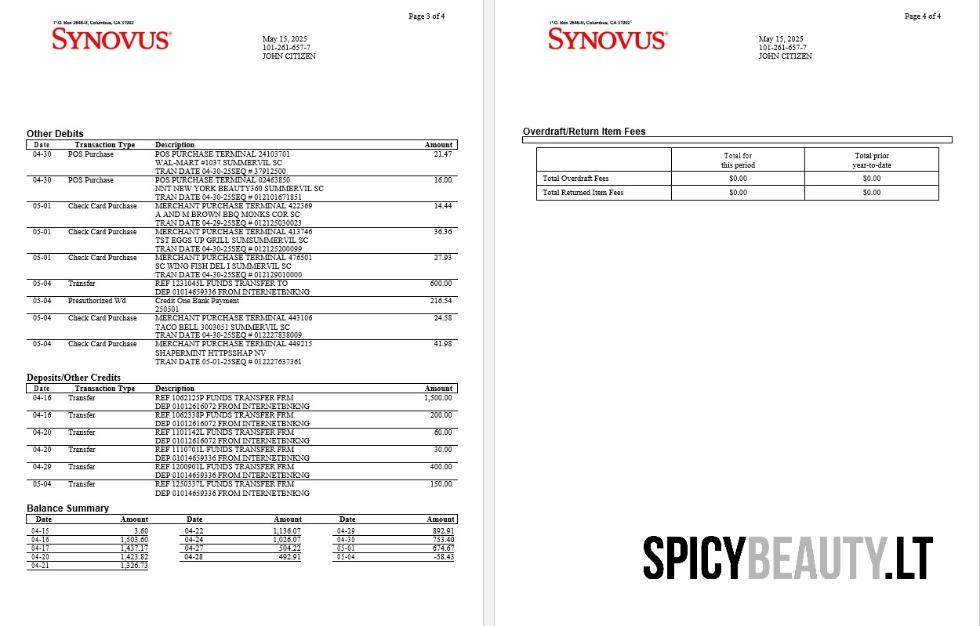 Page 3 of 4
P.O. Box 2646-H, Columbus, GA 31902
SYNOVUS
May 15, 2025
101-261-657-7
JOHN CITIZEN
Other Debits
Date Transaction Type Description Amount
04-30 POS Purchase POS PURCHASE TERMINAL 24103701 21.47
WAL-MART #1037 SUMMERVIL SC
TRAN DATE 04-30-25SEQ # 37912500
04-30 POS Purchase POS PURCHASE TERMINAL 02463850 16.00
NNT NEW YORK BEAUTY360 SUMMERVIL SC
TRAN DATE 04-30-25SEQ # 012101671851
05-01 Check Card Purchase MERCHANT PURCHASE TERMINAL 422369 14.44
A AND M BROWN BBQ MONKS COR SC
TRAN DATE 04-29-25SEQ # 012125030023
05-01 Check Card Purchase MERCHANT PURCHASE TERMINAL 413746 36.36
TST EGGS UP GRILL SUMSUMMERVIL SC
TRAN DATE 04-30-25SEQ # 012125200099
05-01 Check Card Purchase MERCHANT PURCHASE TERMINAL 476501 27.93
SC WING FISH DEL I SUMMERVIL SC
TRAN DATE 04-30-25SEQ # 012129010000
05-04 Transfer REF 1231045L FUNDS TRANSFER TO 600.00
DEP 01014659336 FROM INTERNETBNKNG
05-04 Preauthorized Wd Credit One Bank Payment 216.54
250501
05-04 Check Card Purchase MERCHANT PURCHASE TERMINAL 443106 24.58
TACO BELL 3003051 SUMMERVIL SC
TRAN DATE 04-30-25SEQ # 012227838009
05-04 Check Card Purchase MERCHANT PURCHASE TERMINAL 449215 41.98
SHAPERMINT HTTPSSHAP NV
TRAN DATE 05-01-25SEQ # 012227637361
Deposits/Other Credits
Date Transaction Type Description Amount
04-16 Transfer REF 1062125P FUNDS TRANSFER FRM 1,500.00
DEP 01012616072 FROM INTERNETBNKNG
04-16 Transfer REF 1062338P FUNDS TRANSFER FRM 200.00
DEP 01012616072 FROM INTERNETBNKNG
04-20 Transfer REF 1101142L FUNDS TRANSFER FRM 60.00
DEP 01012616072 FROM INTERNETBNKNG
04-20 Transfer REF 1110701L FUNDS TRANSFER FRM 30.00
DEP 01014659336 FROM INTERNETBNKNG
04-29 Transfer REF 1200901L FUNDS TRANSFER FRM 400.00
DEP 01014659336 FROM INTERNETBNKNG
05-04 Transfer REF 1250337L FUNDS TRANSFER FRM 150.00
DEP 01014659336 FROM INTERNETBNKNG
Balance Summary
Date Amount Date Amount Date Amount
04-15 3.60 04-22 1,136.07 04-29 892.91
04-16 1,503.60 04-24 1,026.07 04-30 753.40
04-17 1,437.17 04-27 504.22 05-01 674.67
04-20 1,423.82 04-28 492.91 05-04 -58.43
04-21 1,326.73
Page 4 of 4
P.O. Box 2646-H, Columbus, GA 31902
SYNOVUS
May 15, 2025
101-261-657-7
JOHN CITIZEN
Overdraft/Return Item Fees
Total for Total prior
this period year-to-date
Total Overdraft Fees $0.00 $0.00
Total Returned Item Fees $0.00 $0.00
SPICYBEAUTY.LT